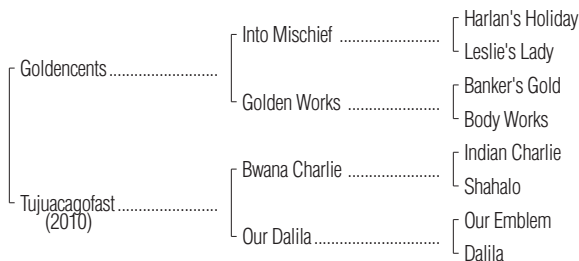 Harlan's Holiday
Into Mischief
Leslie's Lady
Goldencents
Banker's Gold
Golden Works
Body Works
Indian Charlie
Bwana Charlie
Shahalo
Tujuacagofast
(2010)
Our Emblem
Our Dalila
Dalila